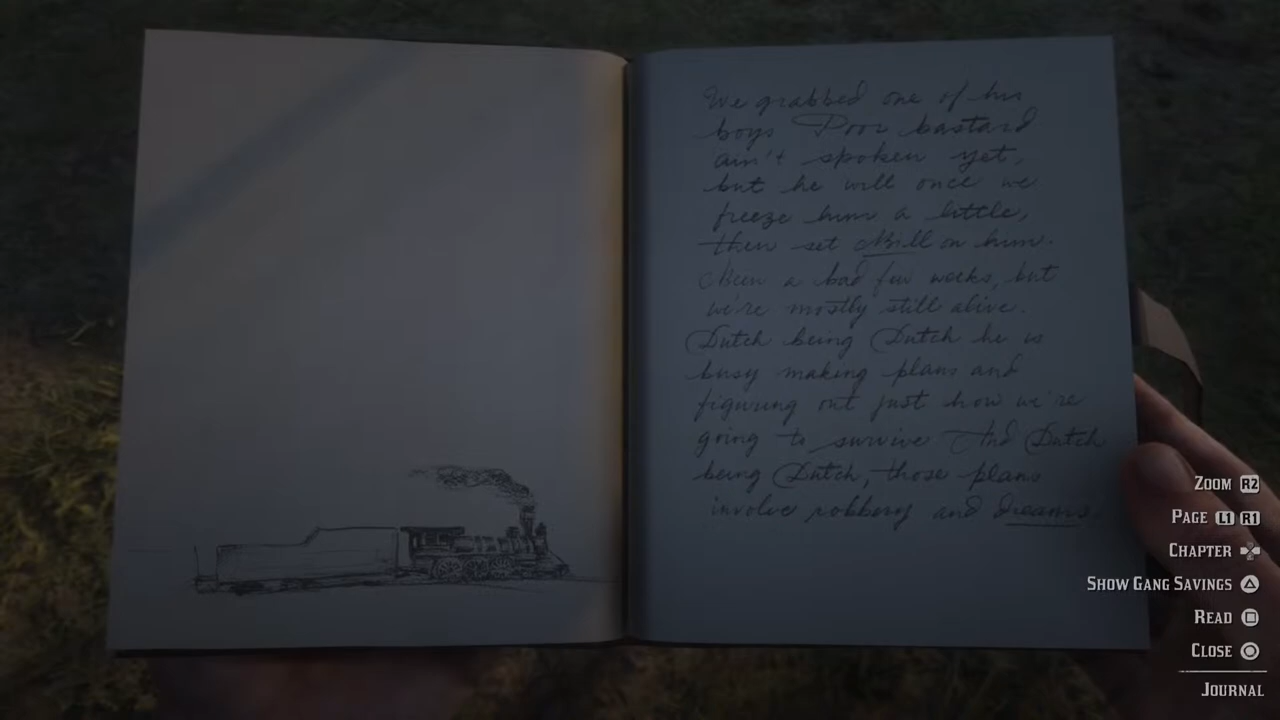 We grabbed one of his
boys Poor bastard
ain't spoken yet,
but he will once we
freeze him a little,
then set Bill on him.
Been a bad few weeks, but
we're mostly still alive.
Dutch being Dutch he is
busy making plans and
figuring out just how we're
going to survive And Dutch
being Dutch, those plans
involve robbery and dreams.
ZOOM R2
PAGE L1 R1
CHAPTER
SHOW GANG SAVINGS
READ
CLOSE
JOURNAL